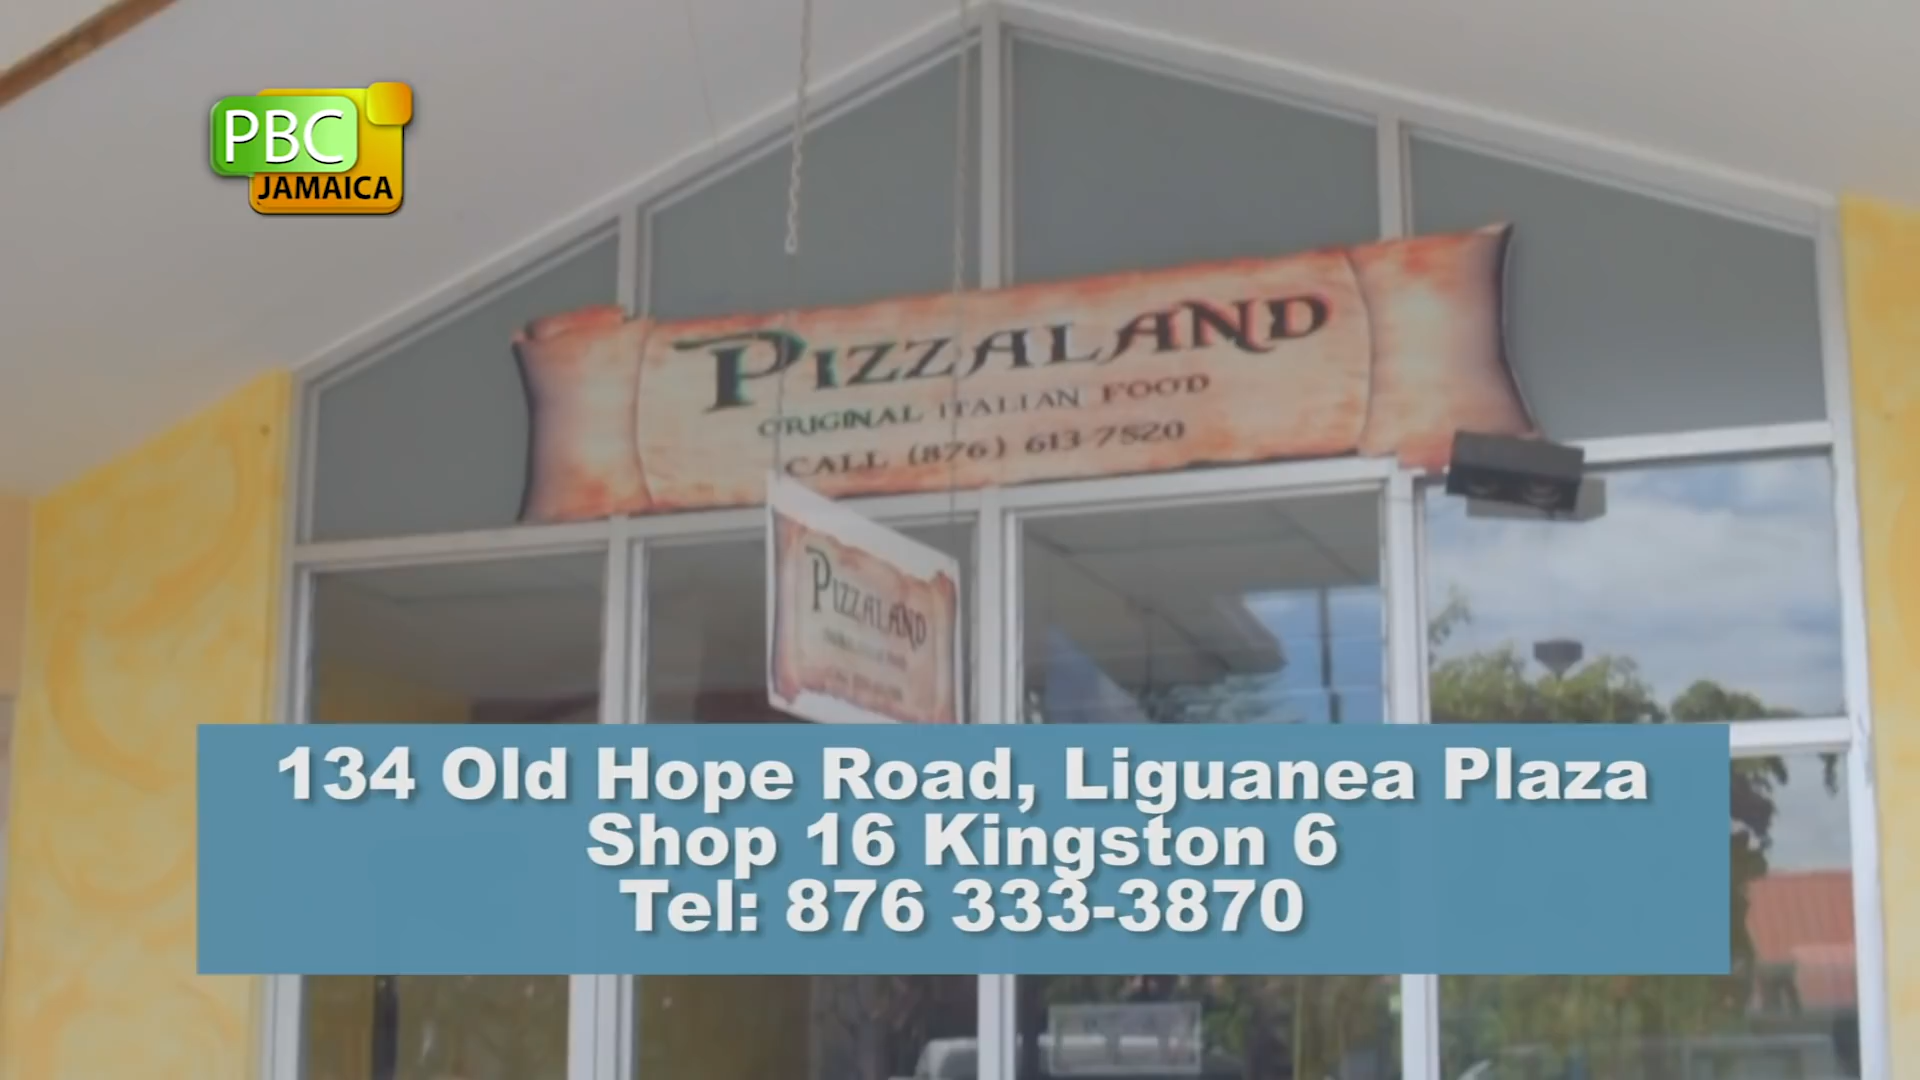 PBC
JAMAICA
PIZZALAND
ORIGINAL ITALIAN FOOD
CALL (876) 613-7520
PIZZALAND
134 Old Hope Road, Liguanea Plaza
Shop 16 Kingston 6
Tel: 876 333-3870